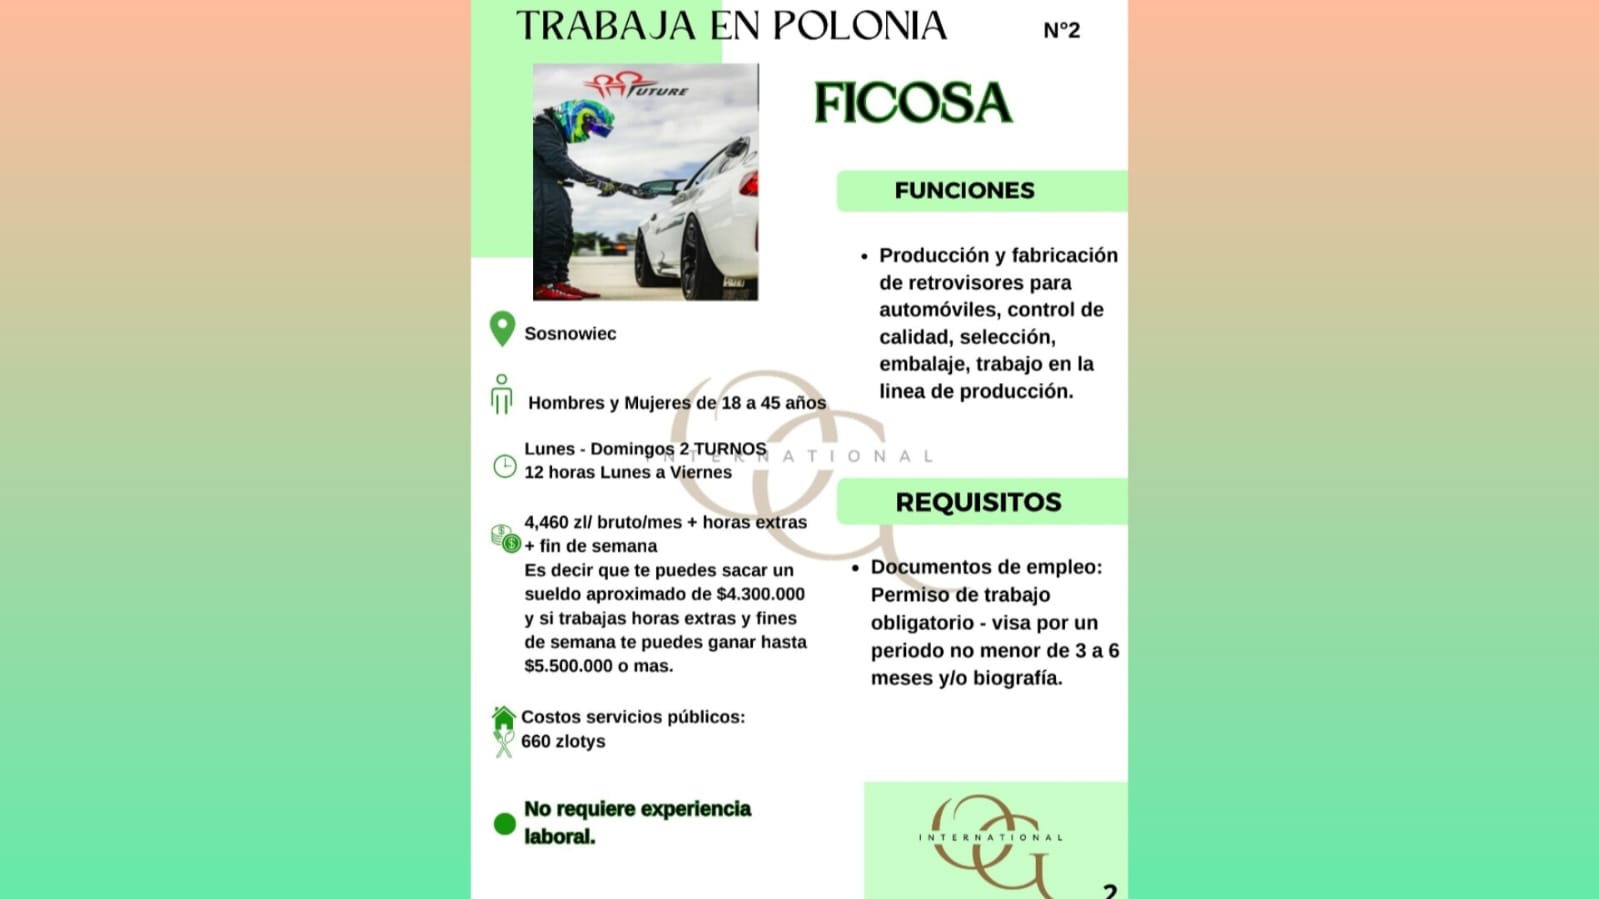 TRABAJA EN POLONIA
N°2
FUTURE
FICOSA
FUNCIONES
• Producción y fabricación
de retrovisores para
automóviles, control de
calidad, selección,
embalaje, trabajo en la
linea de producción.
Sosnowiec
Hombres y Mujeres de 18 a 45 años
Lunes - Domingos 2 TURNOS
12 horas Lunes a Viernes
INTERNATIONAL
4,460 zl/ bruto/mes + horas extras
+ fin de semana
Es decir que te puedes sacar un
sueldo aproximado de $4.300.000
y si trabajas horas extras y fines
de semana te puedes ganar hasta
$5.500.000 o mas.
REQUISITOS
• Documentos de empleo:
Permiso de trabajo
obligatorio - visa por un
periodo no menor de 3 a 6
meses y/o biografía.
Costos servicios públicos:
660 zlotys
No requiere experiencia
laboral.
OG
INTERNATIONAL
2